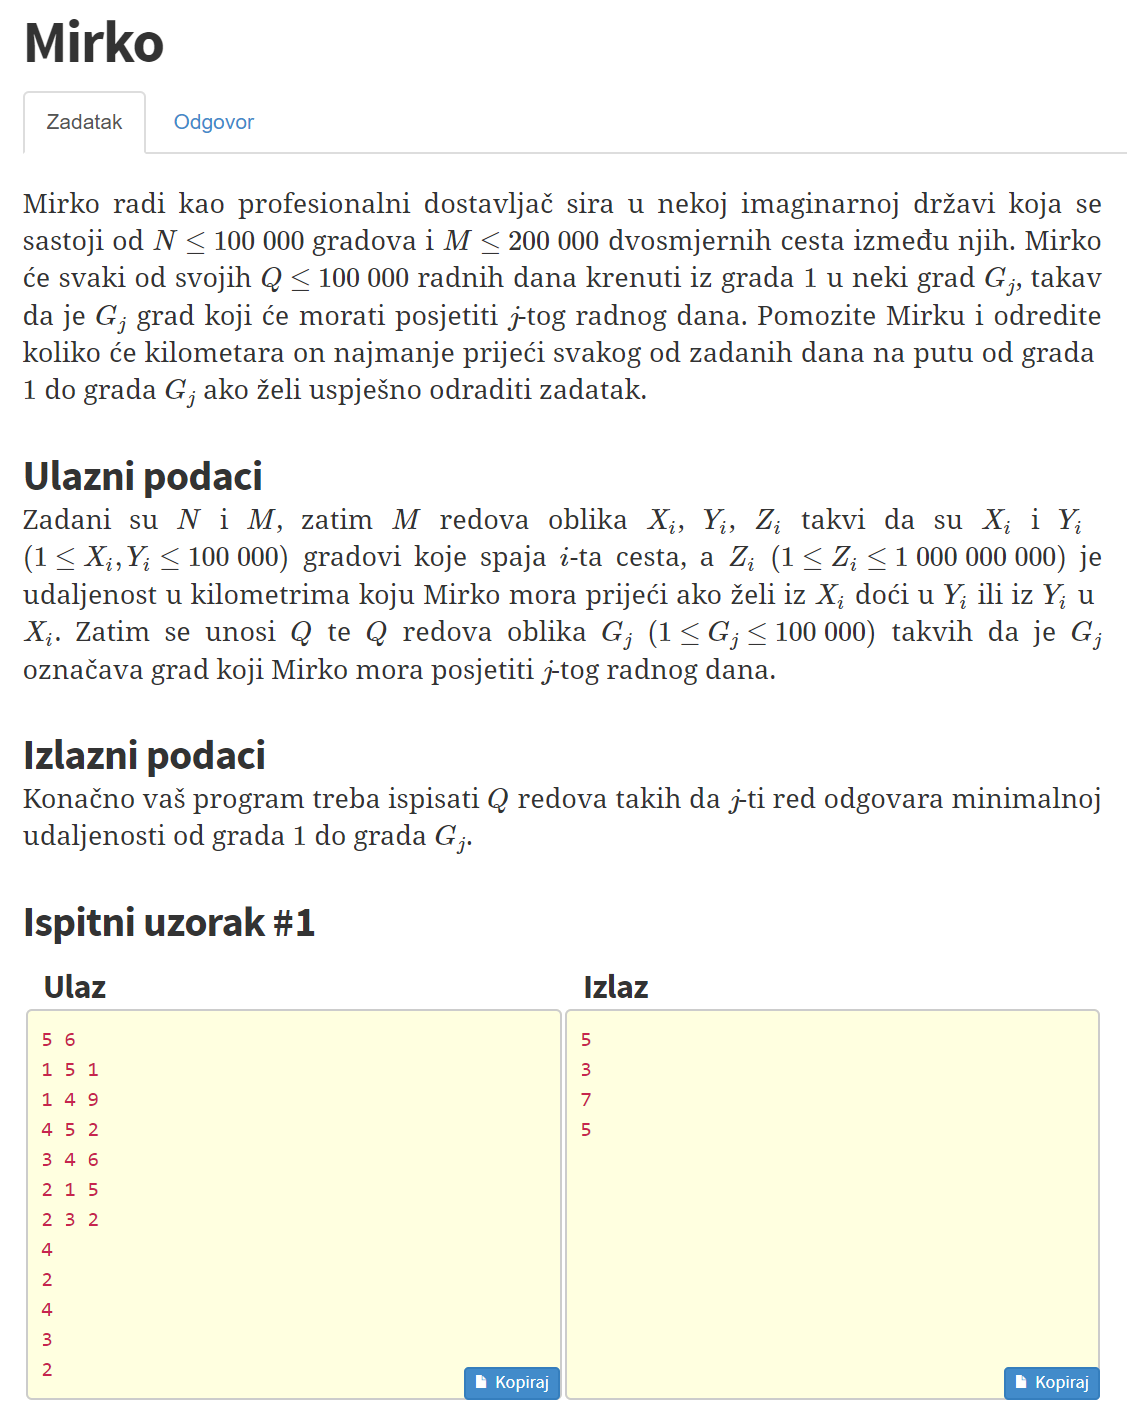 Mirko
Zadatak Odgovor
Mirko radi kao profesionalni dostavljač sira u nekoj imaginarnoj državi koja se
sastoji od N ≤ 100 000 gradova i M ≤ 200 000 dvosmjernih cesta između njih. Mirko
će svaki od svojih Q ≤ 100 000 radnih dana krenuti iz grada 1 u neki grad G_j, takav
da je G_j grad koji će morati posjetiti j-tog radnog dana. Pomozite Mirku i odredite
koliko će kilometara on najmanje prijeći svakog od zadanih dana na putu od grada
1 do grada G_j ako želi uspješno odraditi zadatak.
Ulazni podaci
Zadani su N i M, zatim M redova oblika X_i, Y_i, Z_i takvi da su X_i i Y_i
(1 ≤ X_i, Y_i ≤ 100 000) gradovi koje spaja i-ta cesta, a Z_i (1 ≤ Z_i ≤ 1 000 000 000) je
udaljenost u kilometrima koju Mirko mora prijeći ako želi iz X_i doći u Y_i ili iz Y_i u
X_i. Zatim se unosi Q te Q redova oblika G_j (1 ≤ G_j ≤ 100 000) takvih da je G_j
označava grad koji Mirko mora posjetiti j-tog radnog dana.
Izlazni podaci
Konačno vaš program treba ispisati Q redova takih da j-ti red odgovara minimalnoj
udaljenosti od grada 1 do grada G_j.
Ispitni uzorak #1
Ulaz
5 6
1 5 1
1 4 9
4 5 2
3 4 6
2 1 5
2 3 2
4
2
4
3
2
Kopiraj
Izlaz
5
3
7
5
Kopiraj